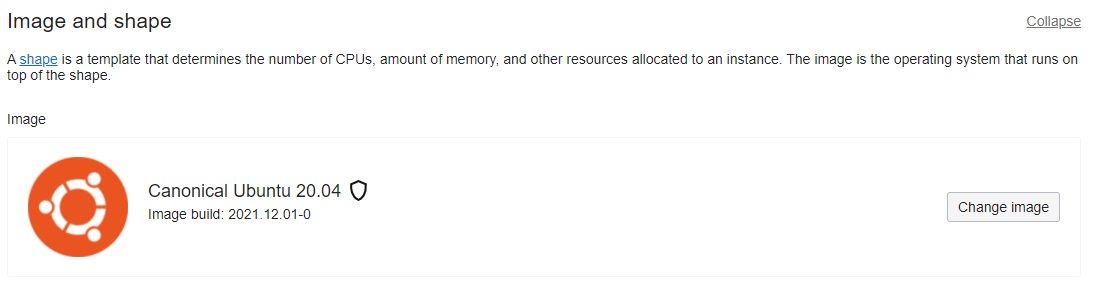 Image and shape
Collapse
A shape is a template that determines the number of CPUs, amount of memory, and other resources allocated to an instance. The image is the operating system that runs on
top of the shape.
Image
Canonical Ubuntu 20.04
Image build: 2021.12.01-0
Change image